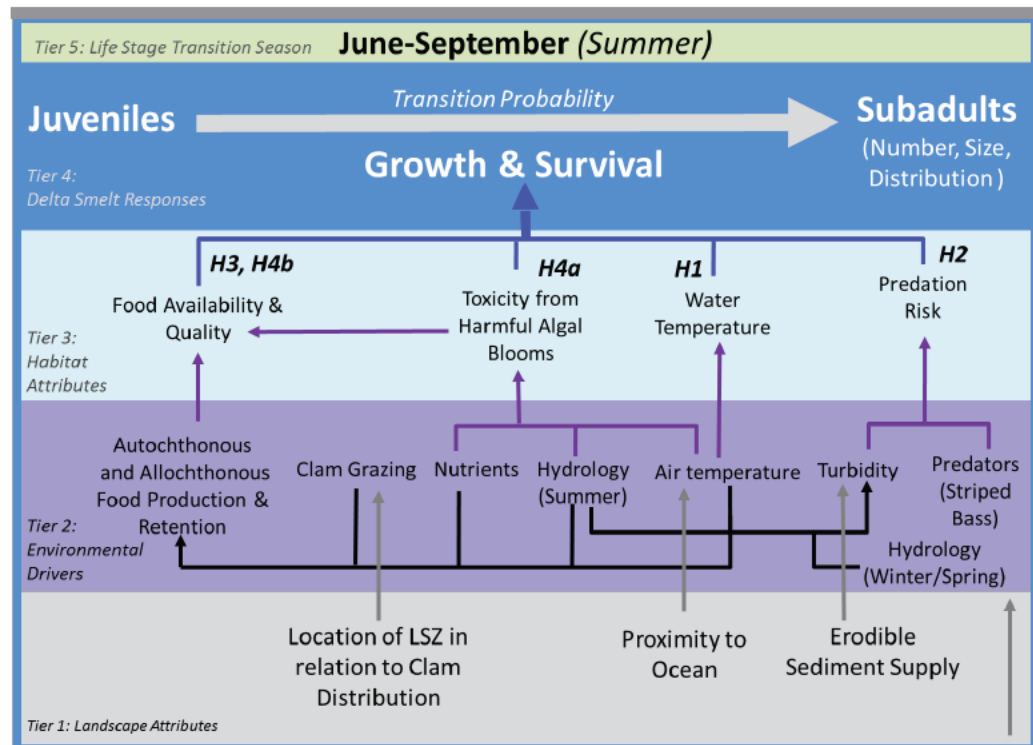 Tier 5: Life Stage Transition Season June-September (Summer)
Transition Probability
Juveniles
Subadults
(Number, Size,
Distribution )
Growth & Survival
Tier 4:
Delta Smelt Responses
H3, H4b
H4a
H1
H2
Food Availability &
Quality
Toxicity from
Harmful Algal
Blooms
Water
Temperature
Predation
Risk
Tier 3:
Habitat
Attributes
Autochthonous
and Allochthonous
Food Production &
Retention
Clam Grazing
Nutrients
Hydrology
(Summer)
Air temperature
Turbidity
Predators
(Striped
Bass)
Tier 2:
Environmental
Drivers
Hydrology
(Winter/Spring)
Location of LSZ in
relation to Clam
Distribution
Proximity to
Ocean
Erodible
Sediment Supply
Tier 1: Landscape Attributes